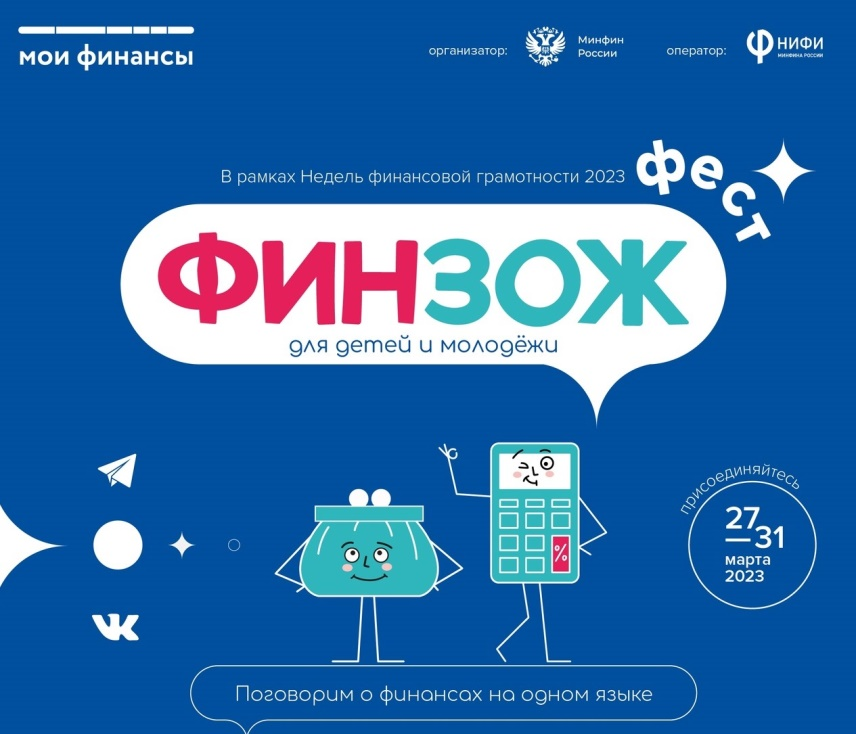 мои финансы
организатор:
Минфин
России
оператор:
НИФИ
МИНФИНА РОССИИ
В рамках Недель финансовой грамотности 2023
фест
ФИНЗОЖ
для детей и молодёжи
присоединяйтесь
27
—31
марта
2023
%
Поговорим о финансах на одном языке